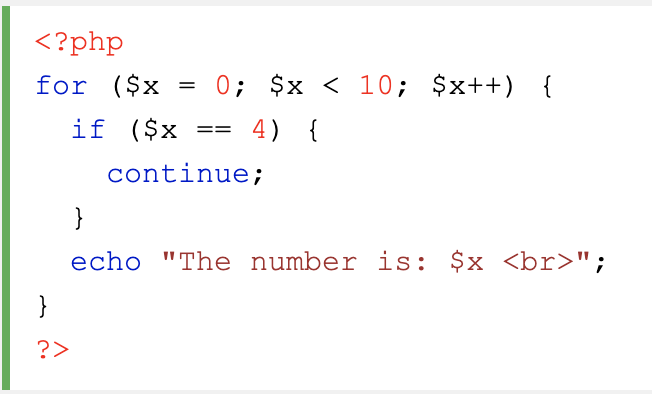 <?php
for ($x = 0; $x < 10; $x++) {
  if ($x == 4) {
    continue;
  }
  echo "The number is: $x <br>";
}
?>